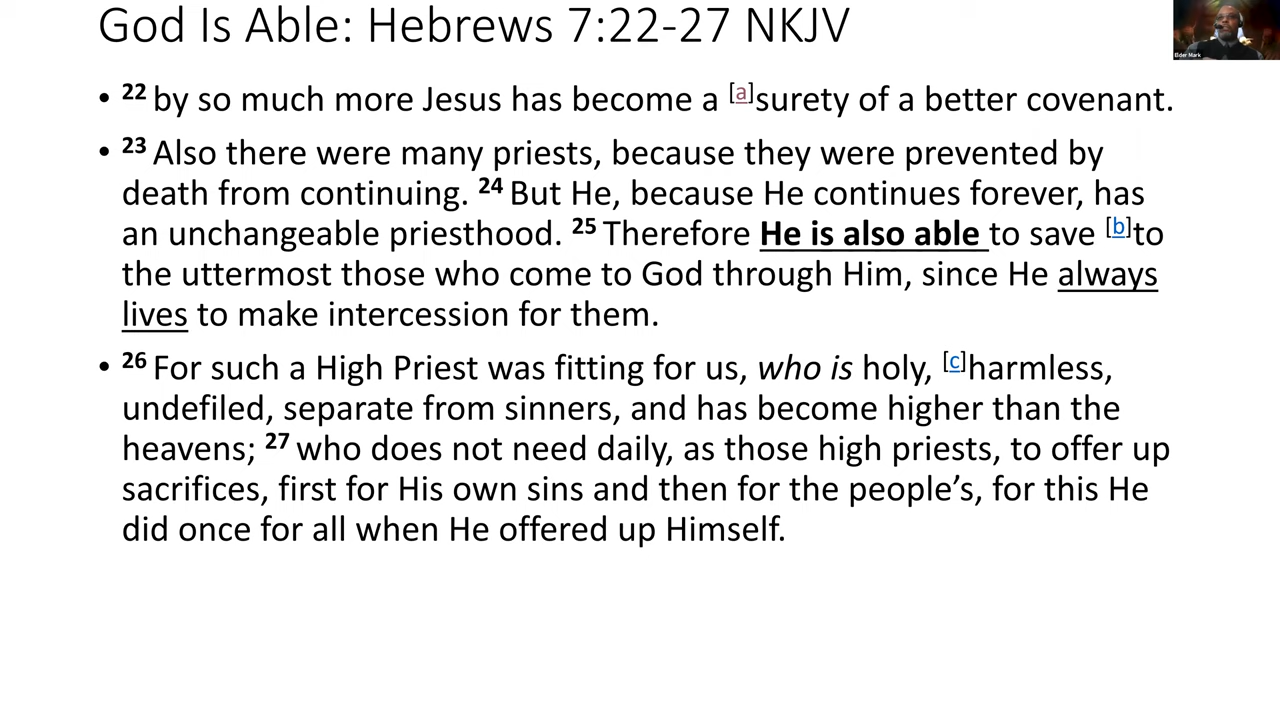 God Is Able: Hebrews 7:22-27 NKJV
Elder Mark
• 22 by so much more Jesus has become a [a]surety of a better covenant.
• 23 Also there were many priests, because they were prevented by
death from continuing. 24 But He, because He continues forever, has
an unchangeable priesthood. 25 Therefore He is also able to save [b]to
the uttermost those who come to God through Him, since He always
lives to make intercession for them.
• 26 For such a High Priest was fitting for us, who is holy, [c]harmless,
undefiled, separate from sinners, and has become higher than the
heavens; 27 who does not need daily, as those high priests, to offer up
sacrifices, first for His own sins and then for the people’s, for this He
did once for all when He offered up Himself.